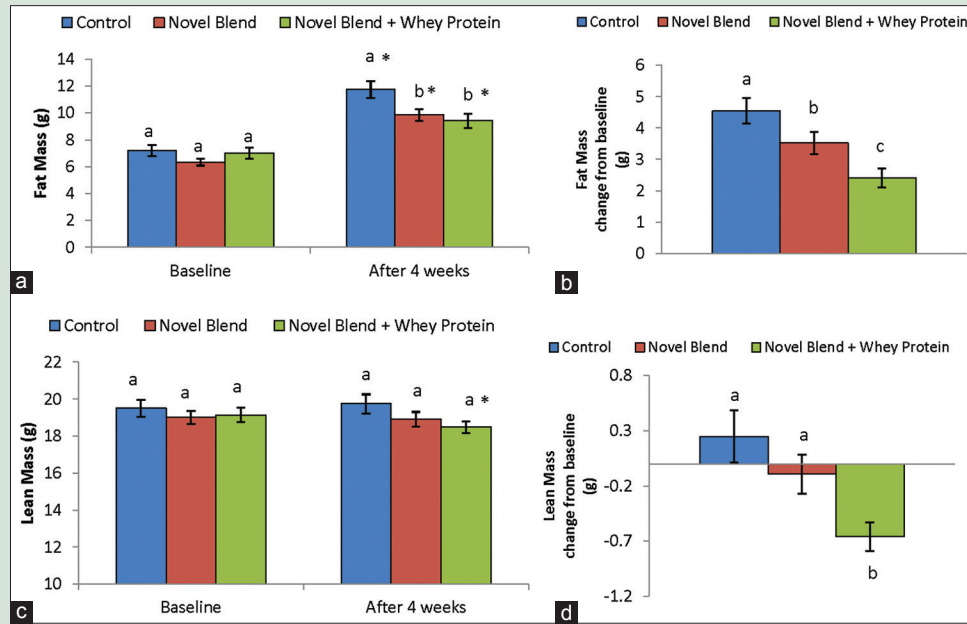 Control Novel Blend Novel Blend + Whey Protein
Fat Mass (g)
14
12
10
8
6
4
2
0
a a a
a * b * b *
Baseline After 4 weeks
a
Control Novel Blend Novel Blend + Whey Protein
Fat Mass
change from baseline
(g)
6
5
4
3
2
1
0
a
b
c
b
Control Novel Blend Novel Blend + Whey Protein
Lean Mass (g)
22
20
18
16
14
12
10
a a a
a a a *
Baseline After 4 weeks
c
Control Novel Blend Novel Blend + Whey Protein
Lean Mass
change from baseline
(g)
0.8
0.3
-0.2
-0.7
-1.2
a
a
b
d